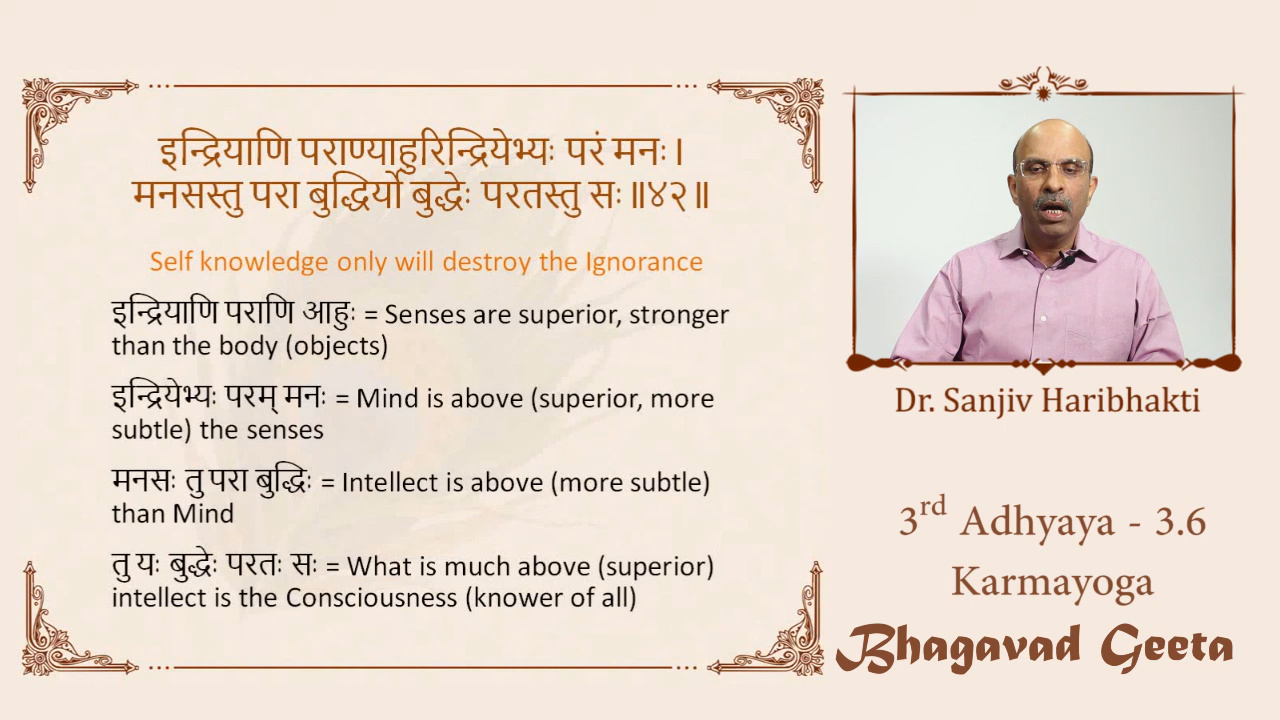 इन्द्रियाणि पराण्याहुरिन्द्रियेभ्यः परं मनः ।
मनसस्तु परा बुद्धिर्यो बुद्धेः परतस्तु सः ॥४२॥
Self knowledge only will destroy the Ignorance
इन्द्रियाणि पराणि आहुः = Senses are superior, stronger
than the body (objects)
इन्द्रियेभ्यः परम् मनः = Mind is above (superior, more
subtle) the senses
मनसः तु परा बुद्धिः = Intellect is above (more subtle)
than Mind
तु यः बुद्धेः परतः सः = What is much above (superior)
intellect is the Consciousness (knower of all)
Dr. Sanjiv Haribhakti
3rd Adhyaya - 3.6
Karmayoga
Bhagavad Geeta